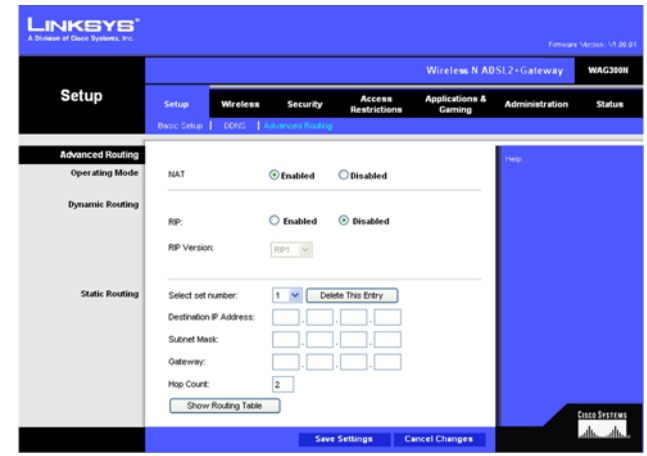 LINKSYS®
A Division of Cisco Systems, Inc.
Firmware Version: V1.00.01
Wireless-N ADSL2+Gateway WAG300N
Setup
Setup Wireless Security Access Restrictions Applications & Gaming Administration Status
Basic Setup | DDNS | Advanced Routing
Advanced Routing
Help...
Operating Mode
NAT Enabled Disabled
Dynamic Routing
RIP: Enabled Disabled
RIP Version: RIP1
Static Routing
Select set number: 1 Delete This Entry
Destination IP Address: . . .
Subnet Mask: . . .
Gateway: . . .
Hop Count: 2
Show Routing Table
CISCO SYSTEMS
Save Settings Cancel Changes